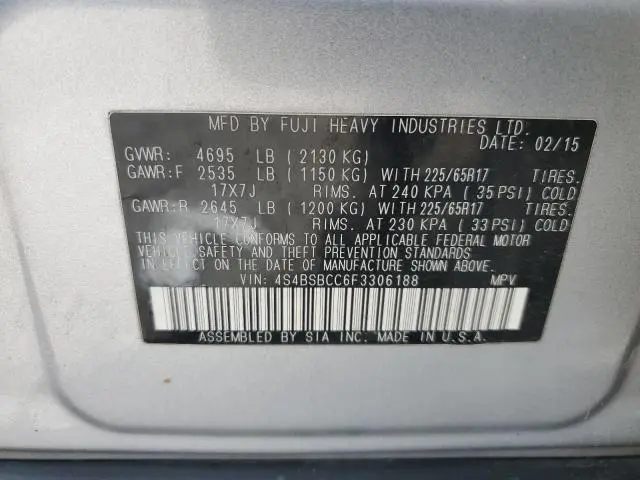 MFD BY FUJI HEAVY INDUSTRIES LTD.
DATE: 02/15
GVWR: 4695 LB (2130 KG)
GAWR:F 2535 LB (1150 KG) WITH 225/65R17 TIRES.
17X7J RIMS. AT 240 KPA (35 PSI) COLD
GAWR:R 2645 LB (1200 KG) WITH 225/65R17 TIRES.
17X7J RIMS. AT 230 KPA (33 PSI) COLD
THIS VEHICLE CONFORMS TO ALL APPLICABLE FEDERAL MOTOR
VEHICLE SAFETY AND THEFT PREVENTION STANDARDS IN EFFECT ON
THE DATE OF MANUFACTURE SHOWN ABOVE.
VIN: 4S4BSBCC6F3306188 MPV
ASSEMBLED BY SIA INC. MADE IN U.S.A.